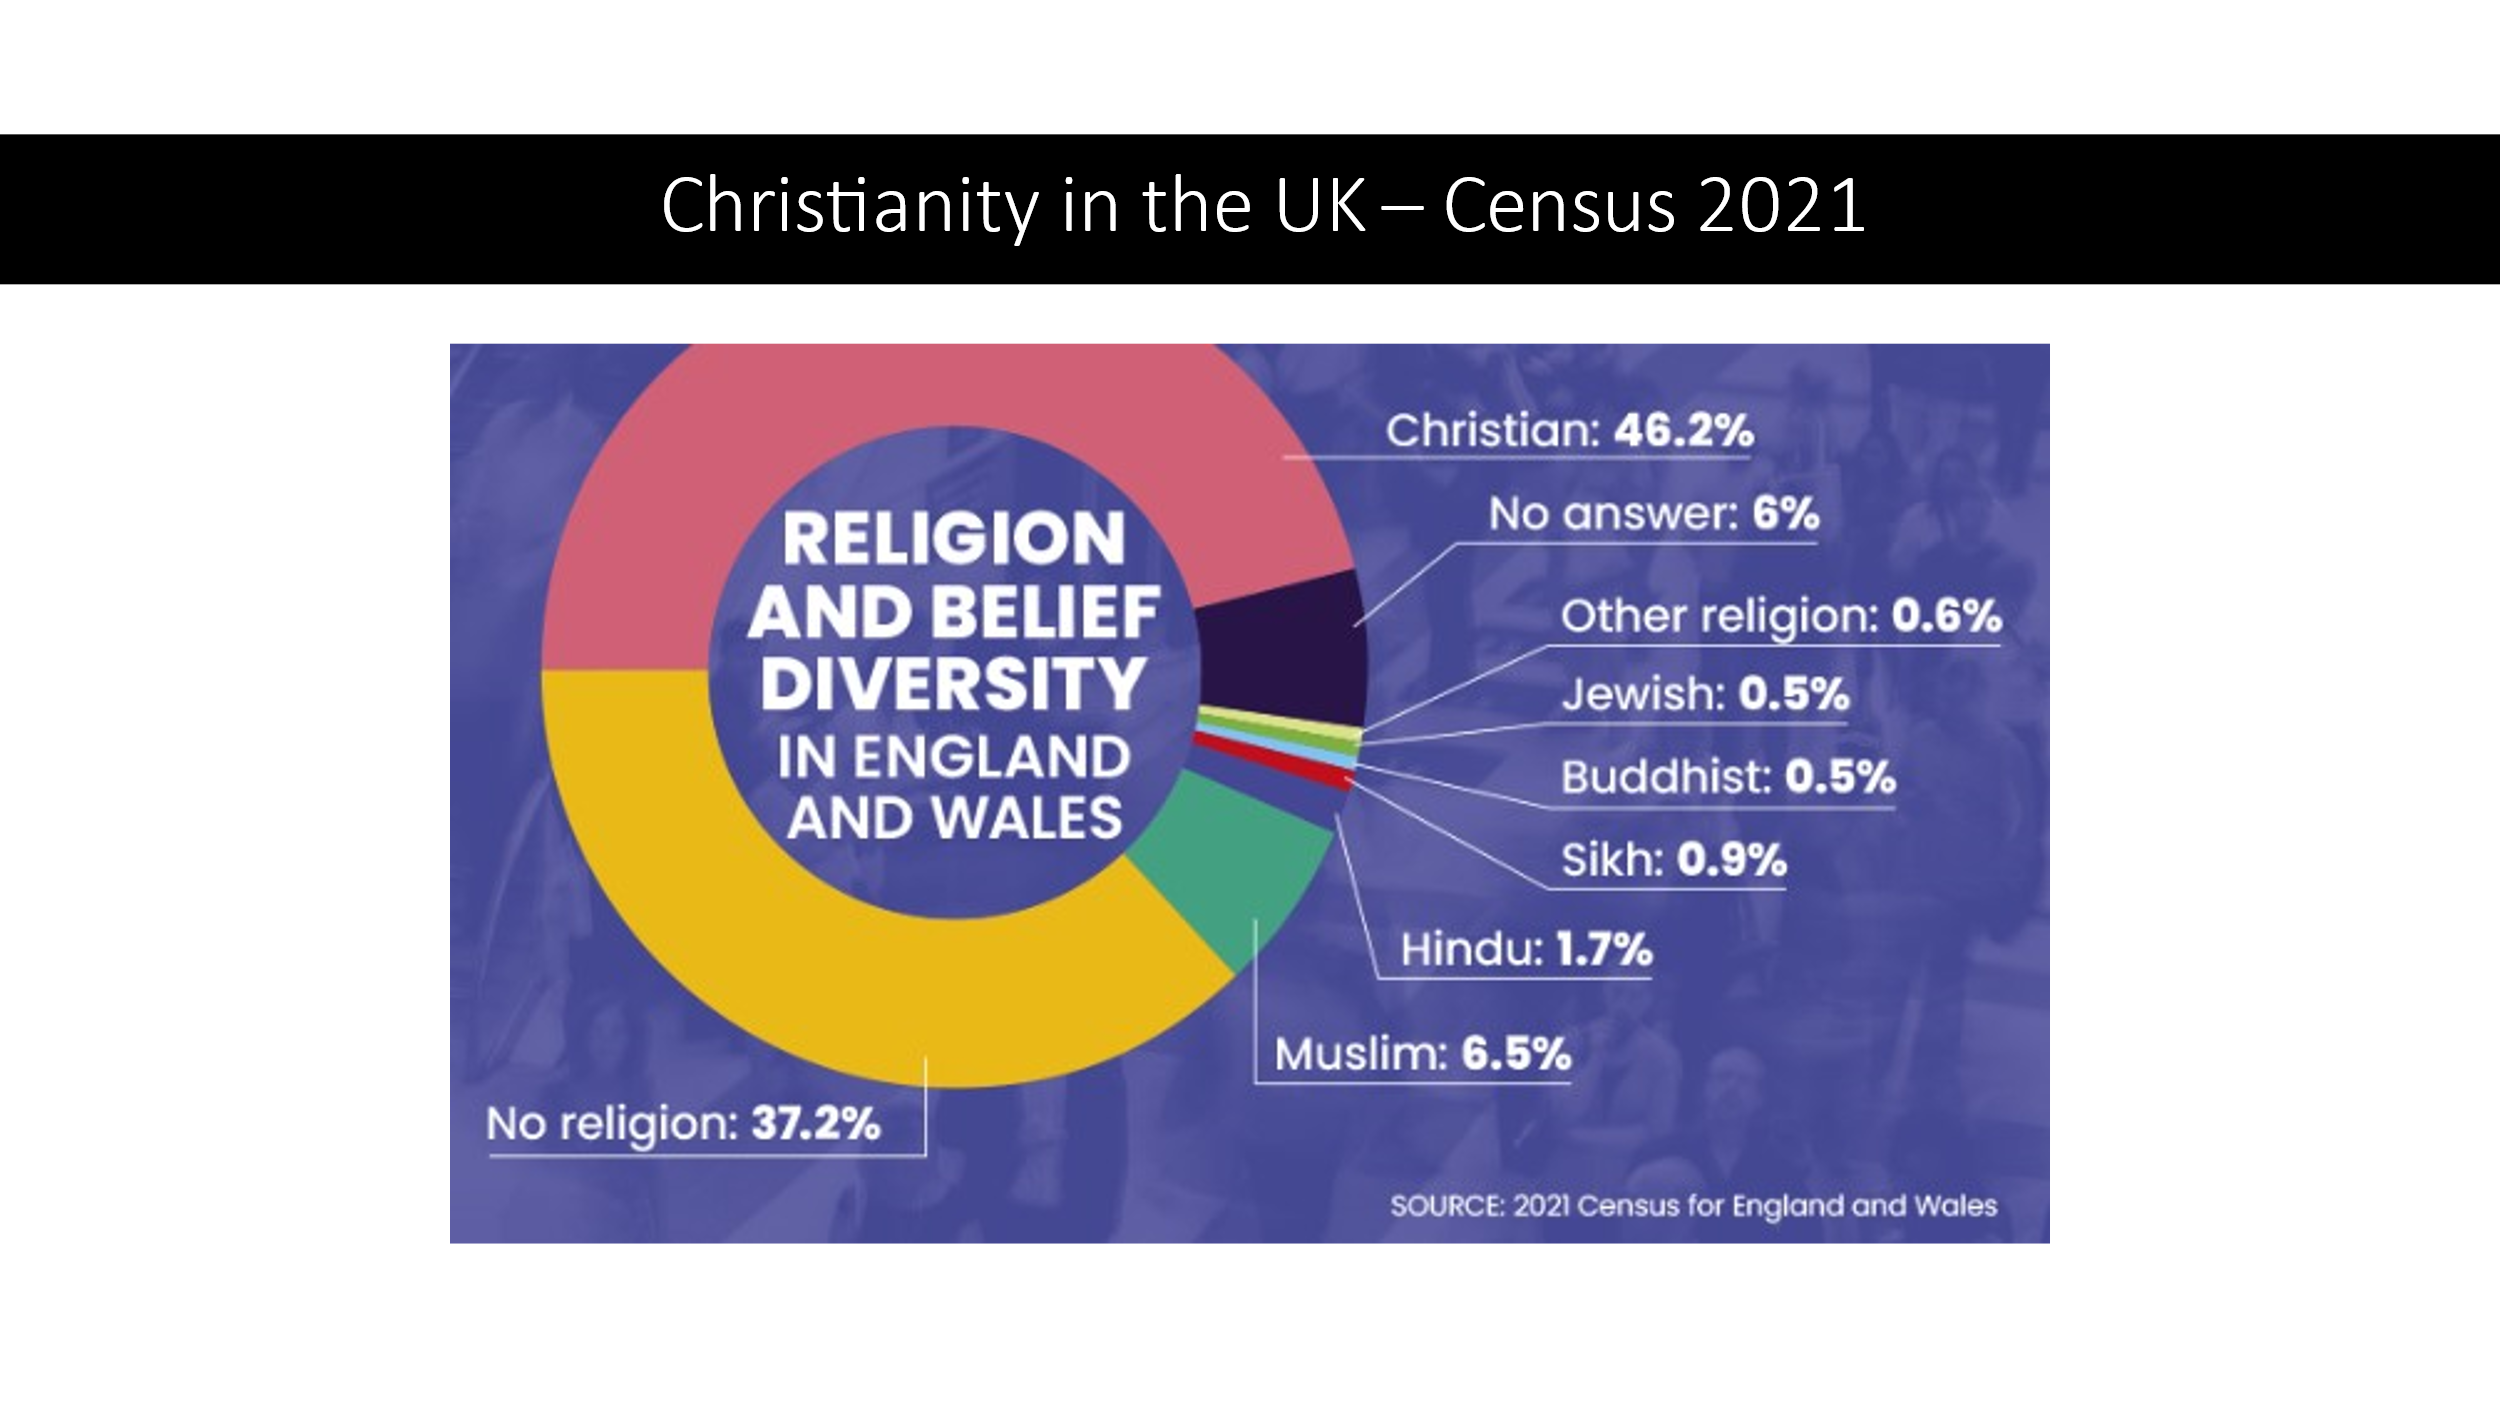 Christianity in the UK – Census 2021
RELIGION
AND BELIEF
DIVERSITY
IN ENGLAND
AND WALES
Christian: 46.2%
No answer: 6%
Other religion: 0.6%
Jewish: 0.5%
Buddhist: 0.5%
Sikh: 0.9%
Hindu: 1.7%
Muslim: 6.5%
No religion: 37.2%
SOURCE: 2021 Census for England and Wales